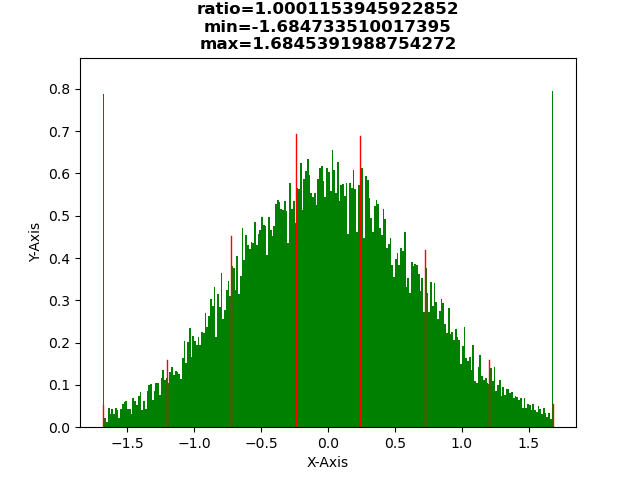 ratio=1.0001153945922852
min=-1.684733510017395
max=1.6845391988754272
0.8
0.7
0.6
0.5
0.4
0.3
0.2
0.1
0.0
Y-Axis
−1.5 −1.0 −0.5 0.0 0.5 1.0 1.5
X-Axis